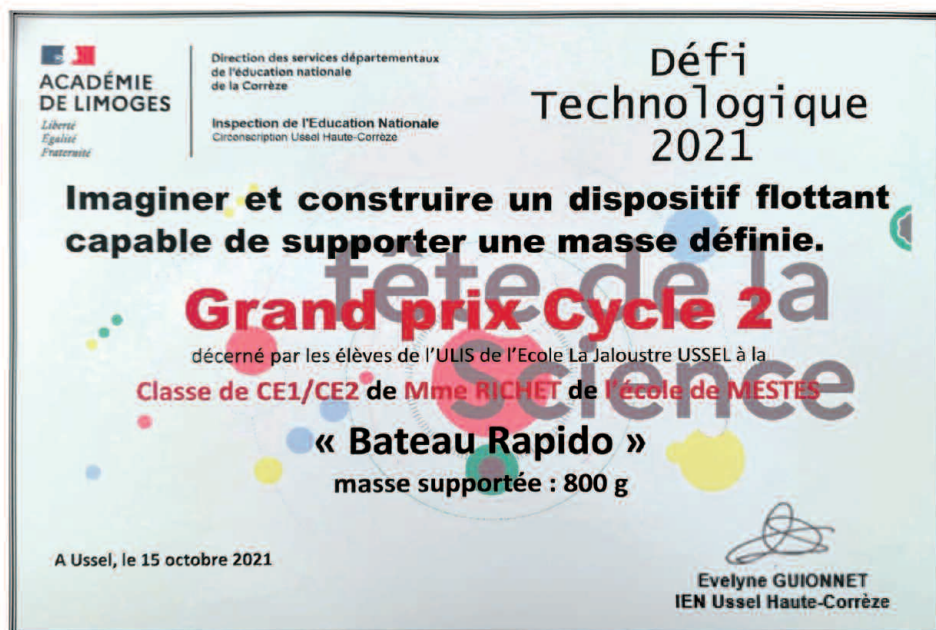 ACADÉMIE
DE LIMOGES
Liberté
Égalité
Fraternité
Direction des services départementaux
de l'éducation nationale
de la Corrèze
Inspection de l'Education Nationale
Circonscription Ussel Haute-Corrèze
Défi
Technologique
2021
Imaginer et construire un dispositif flottant
capable de supporter une masse définie.
fête de la
Science
Grand prix Cycle 2
décerné par les élèves de l'ULIS de l'Ecole La Jaloustre USSEL à la
Classe de CE1/CE2 de Mme RICHET de l'école de MESTES
« Bateau Rapido »
masse supportée : 800 g
A Ussel, le 15 octobre 2021
Evelyne GUIONNET
IEN Ussel Haute-Corrèze